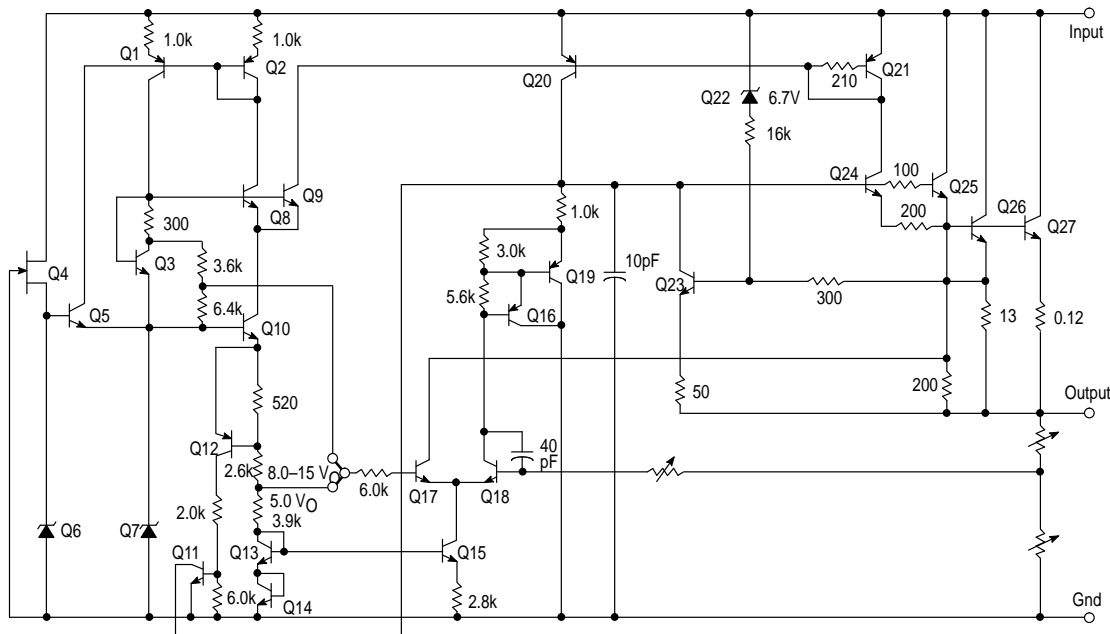 Input
1.0k
1.0k
Q1
Q2
Q20
Q21
210
Q22
6.7V
16k
Q24
100
Q25
Q8
Q9
300
1.0k
200
Q26
Q27
Q3
3.6k
3.0k
Q19
10pF
Q4
Q23
5.6k
300
6.4k
Q5
Q10
Q16
13
0.12
520
50
200
Output
Q12
2.6k
8.0–15 VO
40
pF
6.0k
Q17
Q18
5.0 VO
3.9k
2.0k
Q6
Q7
Q11
Q13
Q15
6.0k
Q14
2.8k
Gnd